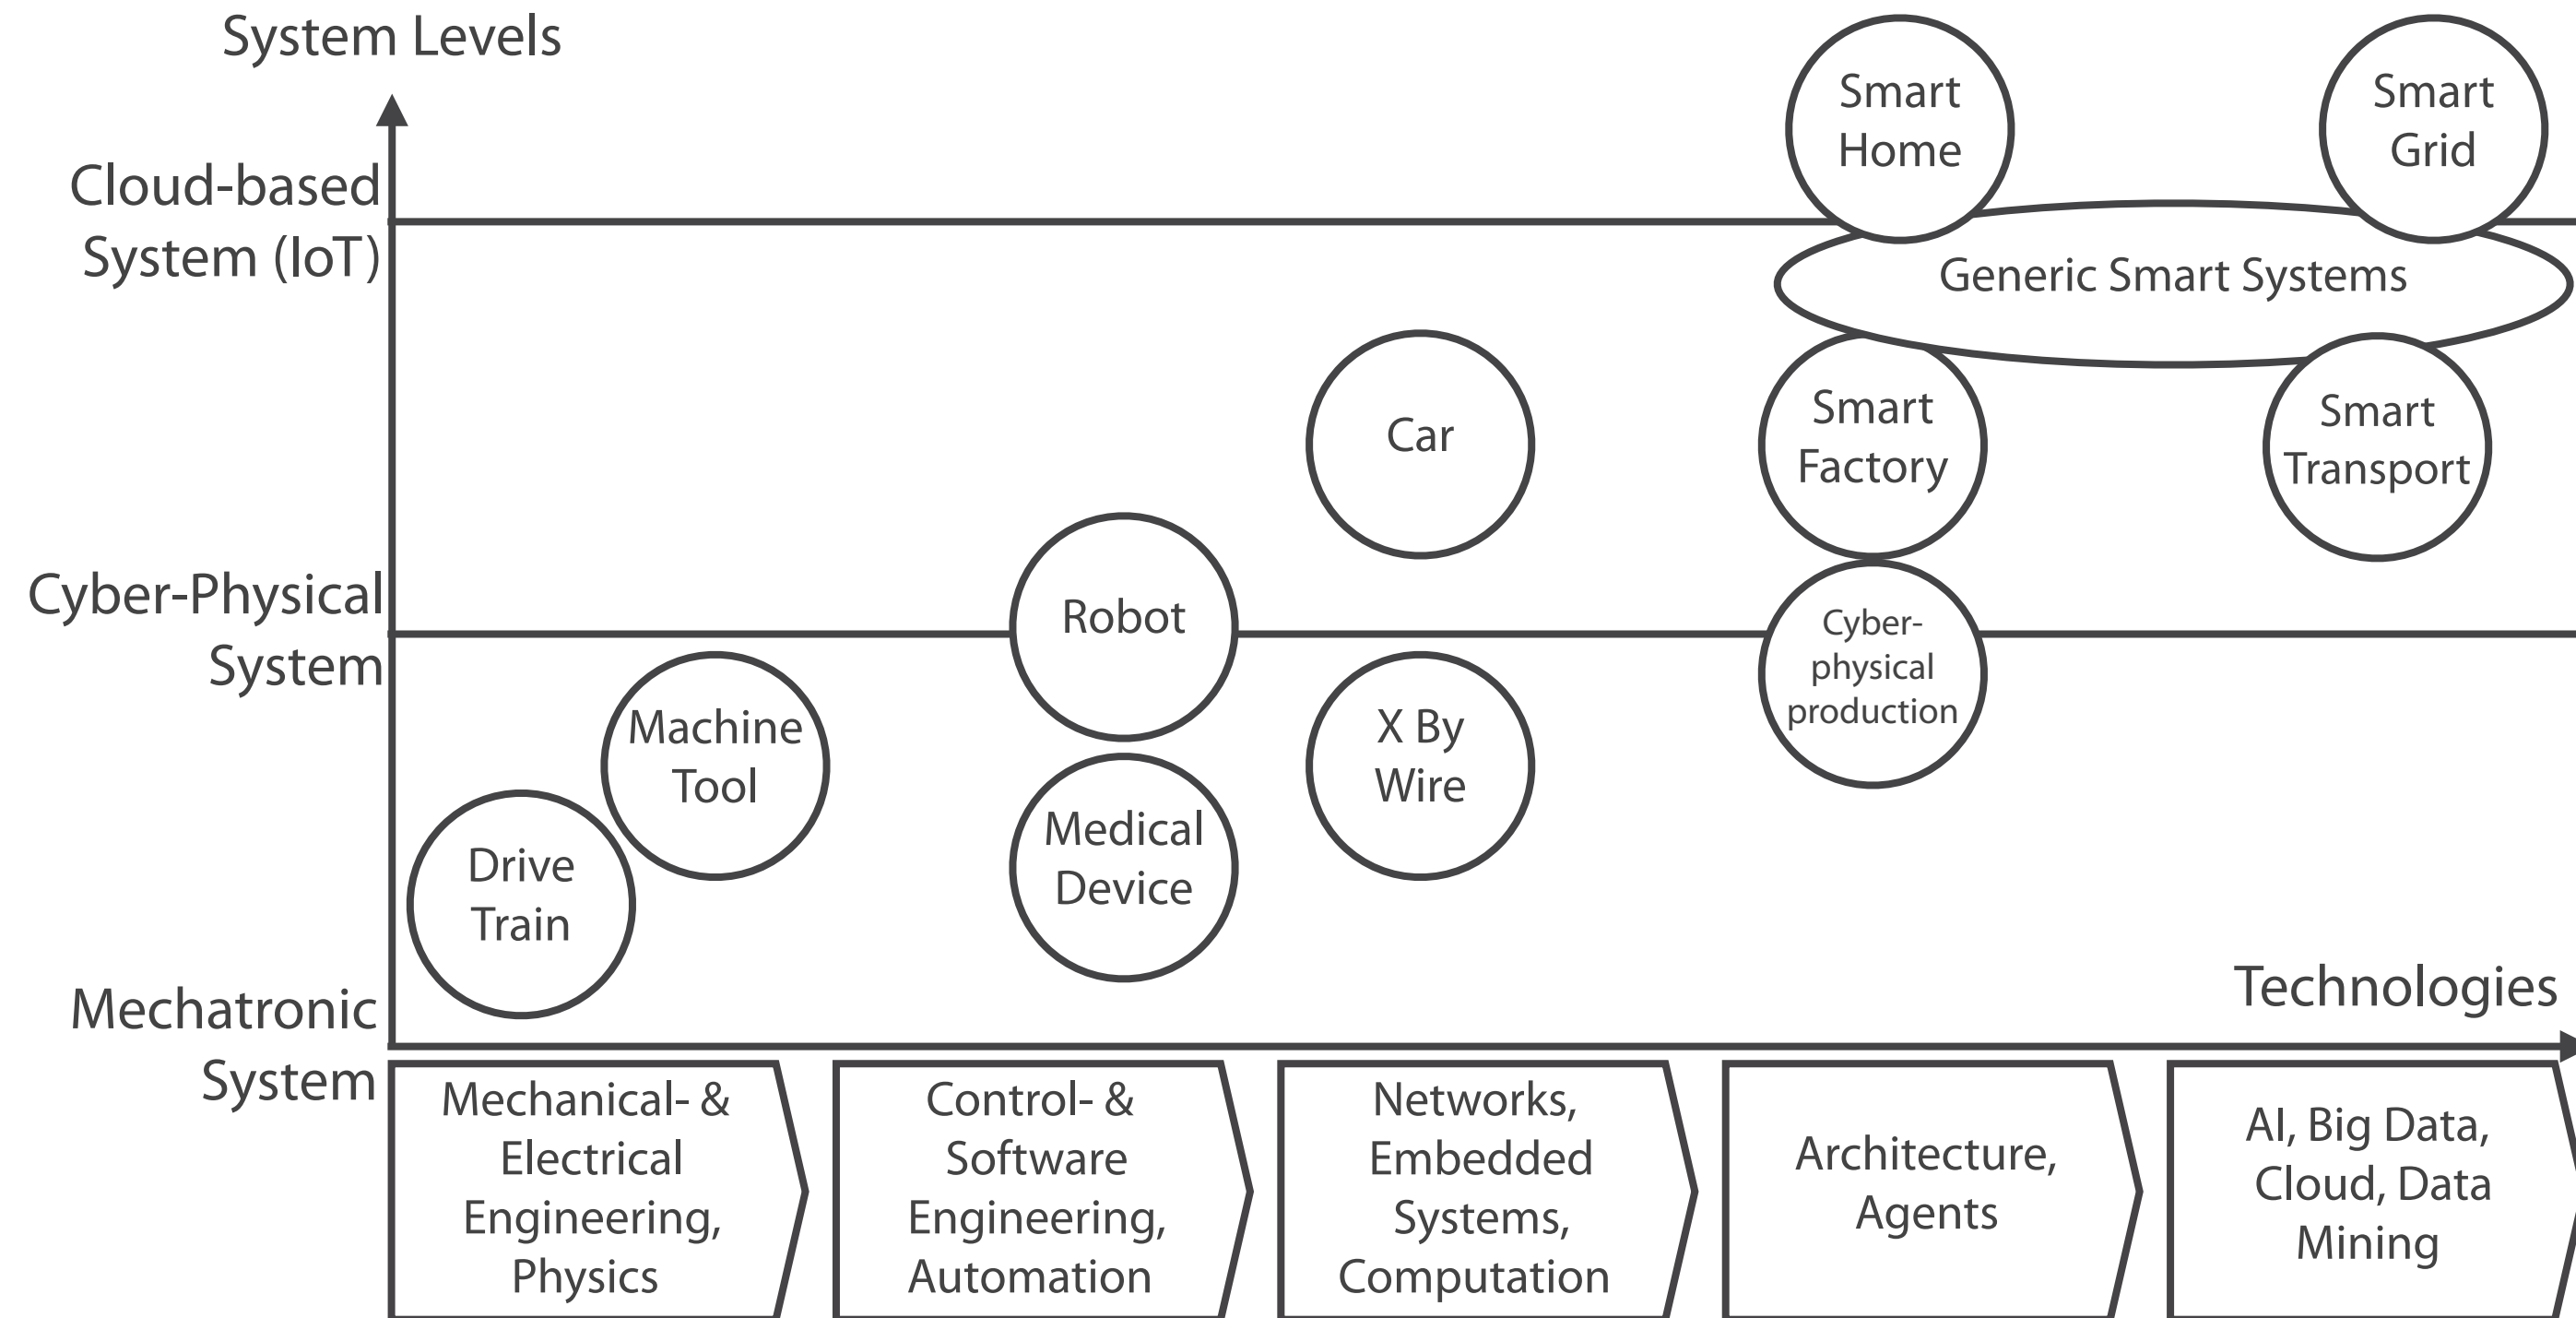 System Levels
Smart
Home
Smart
Grid
Cloud-based
System (IoT)
Generic Smart Systems
Car
Smart
Factory
Smart
Transport
Cyber-Physical
System
Robot
Cyber-
physical
production
Machine
Tool
X By
Wire
Medical
Device
Drive
Train
Mechatronic
System
Technologies
Mechanical- &
Electrical
Engineering,
Physics
Control- &
Software
Engineering,
Automation
Networks,
Embedded
Systems,
Computation
Architecture,
Agents
AI, Big Data,
Cloud, Data
Mining